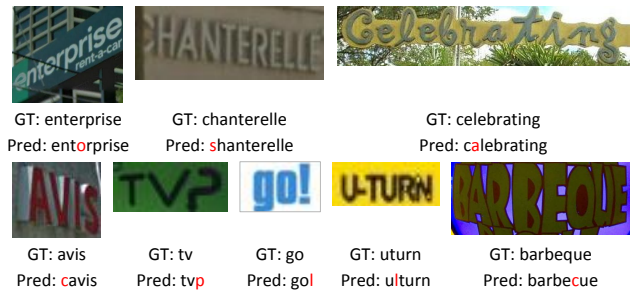 enterprise
rent-a-car
CHANTERELLE
Celebrating
GT: enterprise
GT: chanterelle
GT: celebrating
Pred: entorprise
Pred: shanterelle
Pred: calebrating
AVIS
TV?
go!
U-TURN
BARBEQUE
GT: avis
GT: tv
GT: go
GT: uturn
GT: barbeque
Pred: cavis
Pred: tvp
Pred: gol
Pred: ulturn
Pred: barbecue